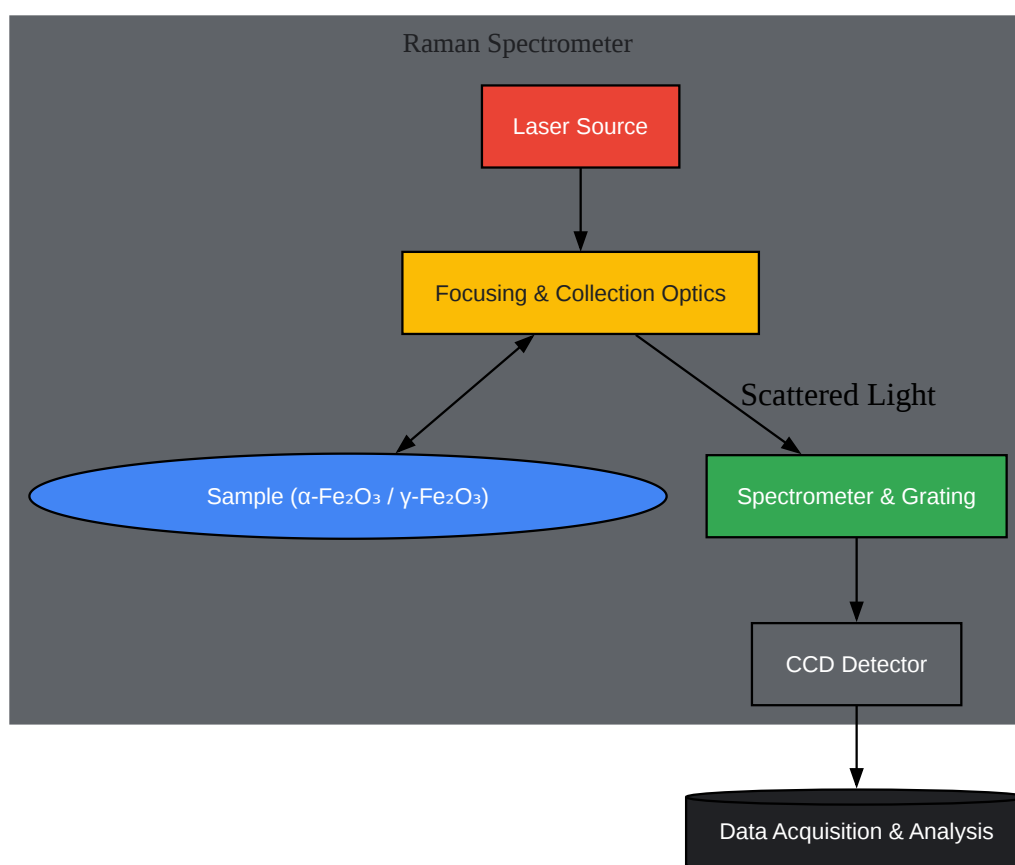 Raman Spectrometer
Laser Source
Focusing & Collection Optics
Scattered Light
Sample (α-Fe₂O₃ / γ-Fe₂O₃)
Spectrometer & Grating
CCD Detector
Data Acquisition & Analysis